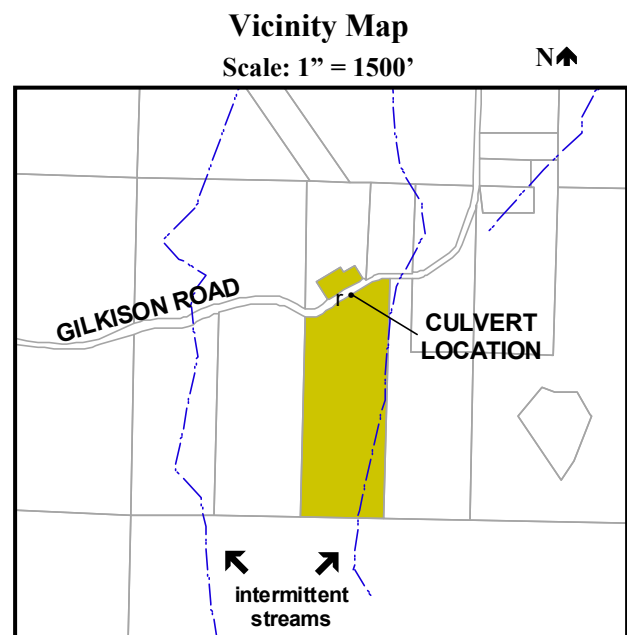 Vicinity Map
Scale: 1” = 1500’
N
GILKISON ROAD
r
CULVERT
LOCATION
intermittent
streams